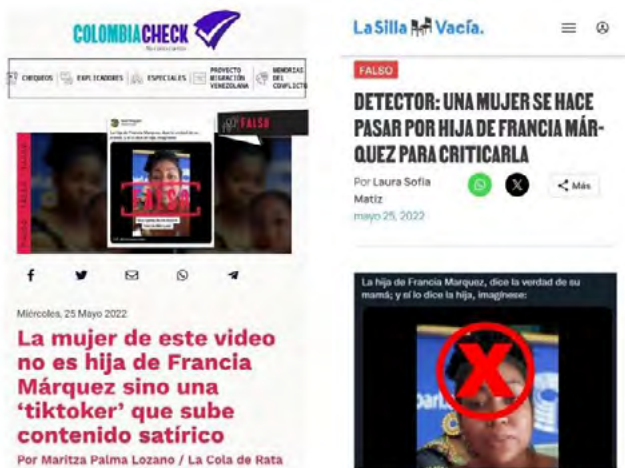 COLOMBIACHECK
CHEQUEOS
EXPLICADORES
ESPECIALES
PROYECTO
MIGRACIÓN
VENEZOLANA
MEMORIAS
DEL
CONFLICTO
FALSO
FALSO
Miércoles, 25 Mayo 2022
La mujer de este video
no es hija de Francia
Márquez sino una
‘tiktoker’ que sube
contenido satírico
Por Maritza Palma Lozano / La Cola de Rata
La Silla Vacía.
FALSO
DETECTOR: UNA MUJER SE HACE
PASAR POR HIJA DE FRANCIA MÁR-
QUEZ PARA CRITICARLA
Por Laura Sofía
Matiz
mayo 25, 2022
Más
La hija de Francia Marquez, dice la verdad de su
mamá; y sí lo dice la hija, imagínese: